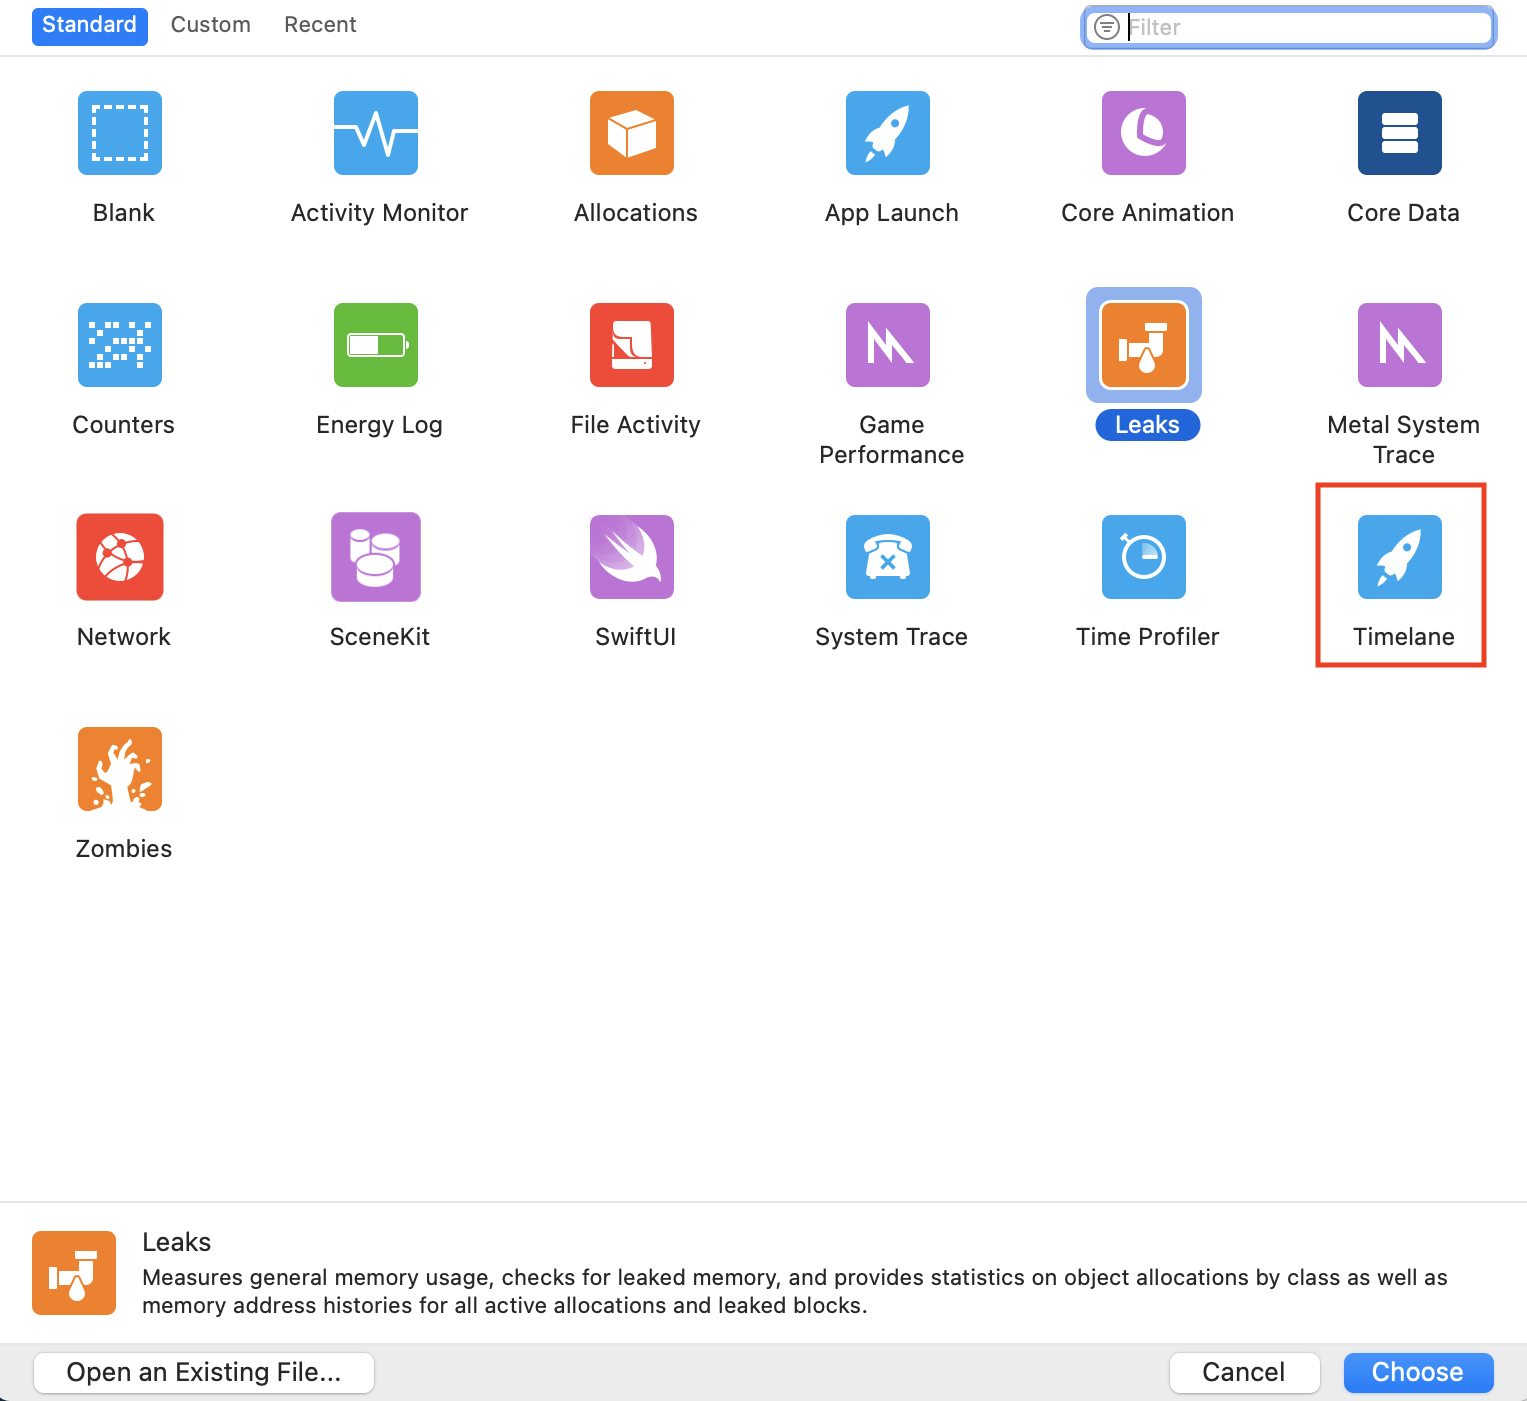 Standard Custom Recent Filter
Blank Activity Monitor Allocations App Launch Core Animation Core Data
Counters Energy Log File Activity Game Performance Leaks Metal System Trace
Network SceneKit SwiftUI System Trace Time Profiler Timelane
Zombies
Leaks
Measures general memory usage, checks for leaked memory, and provides statistics on object allocations by class as well as
memory address histories for all active allocations and leaked blocks.
Open an Existing File... Cancel Choose